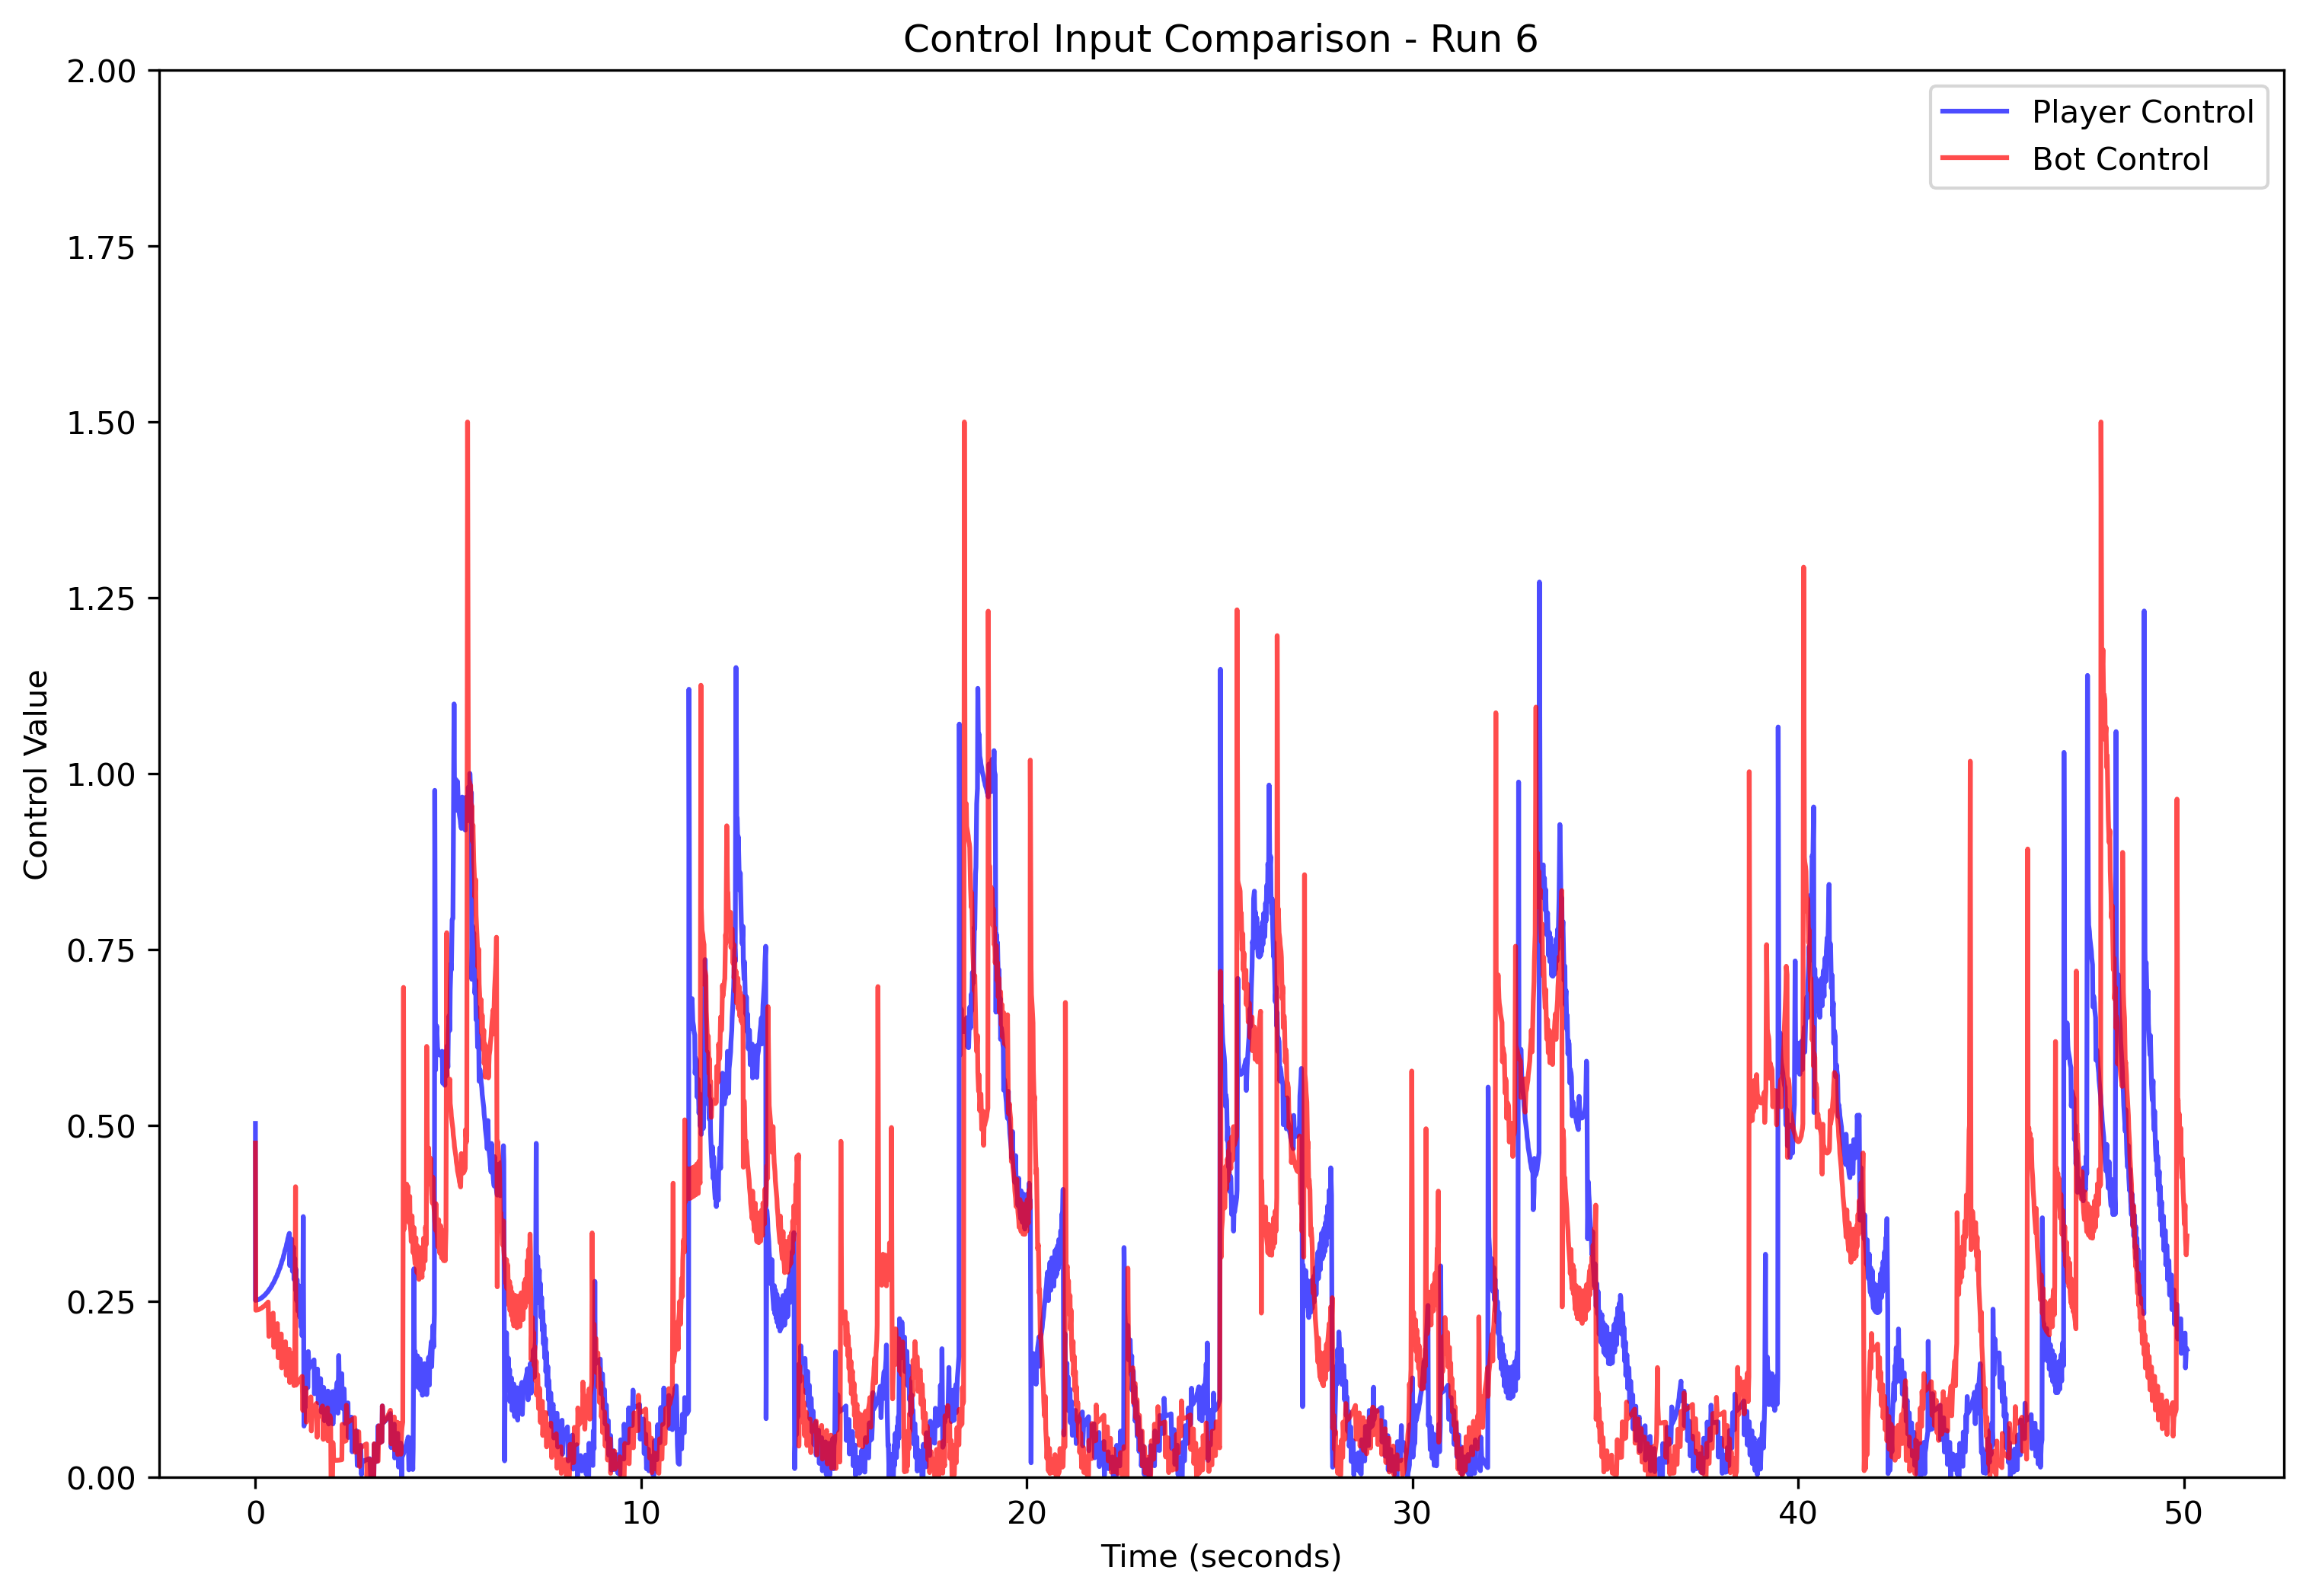 Control Input Comparison - Run 6
Player Control
Bot Control
Control Value
2.00
1.75
1.50
1.25
1.00
0.75
0.50
0.25
0.00
0 10 20 30 40 50
Time (seconds)